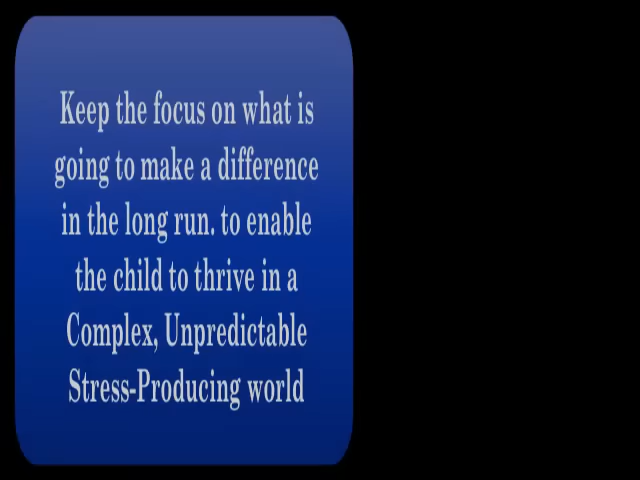 Keep the focus on what is
going to make a difference
in the long run. to enable
the child to thrive in a
Complex, Unpredictable
Stress-Producing world